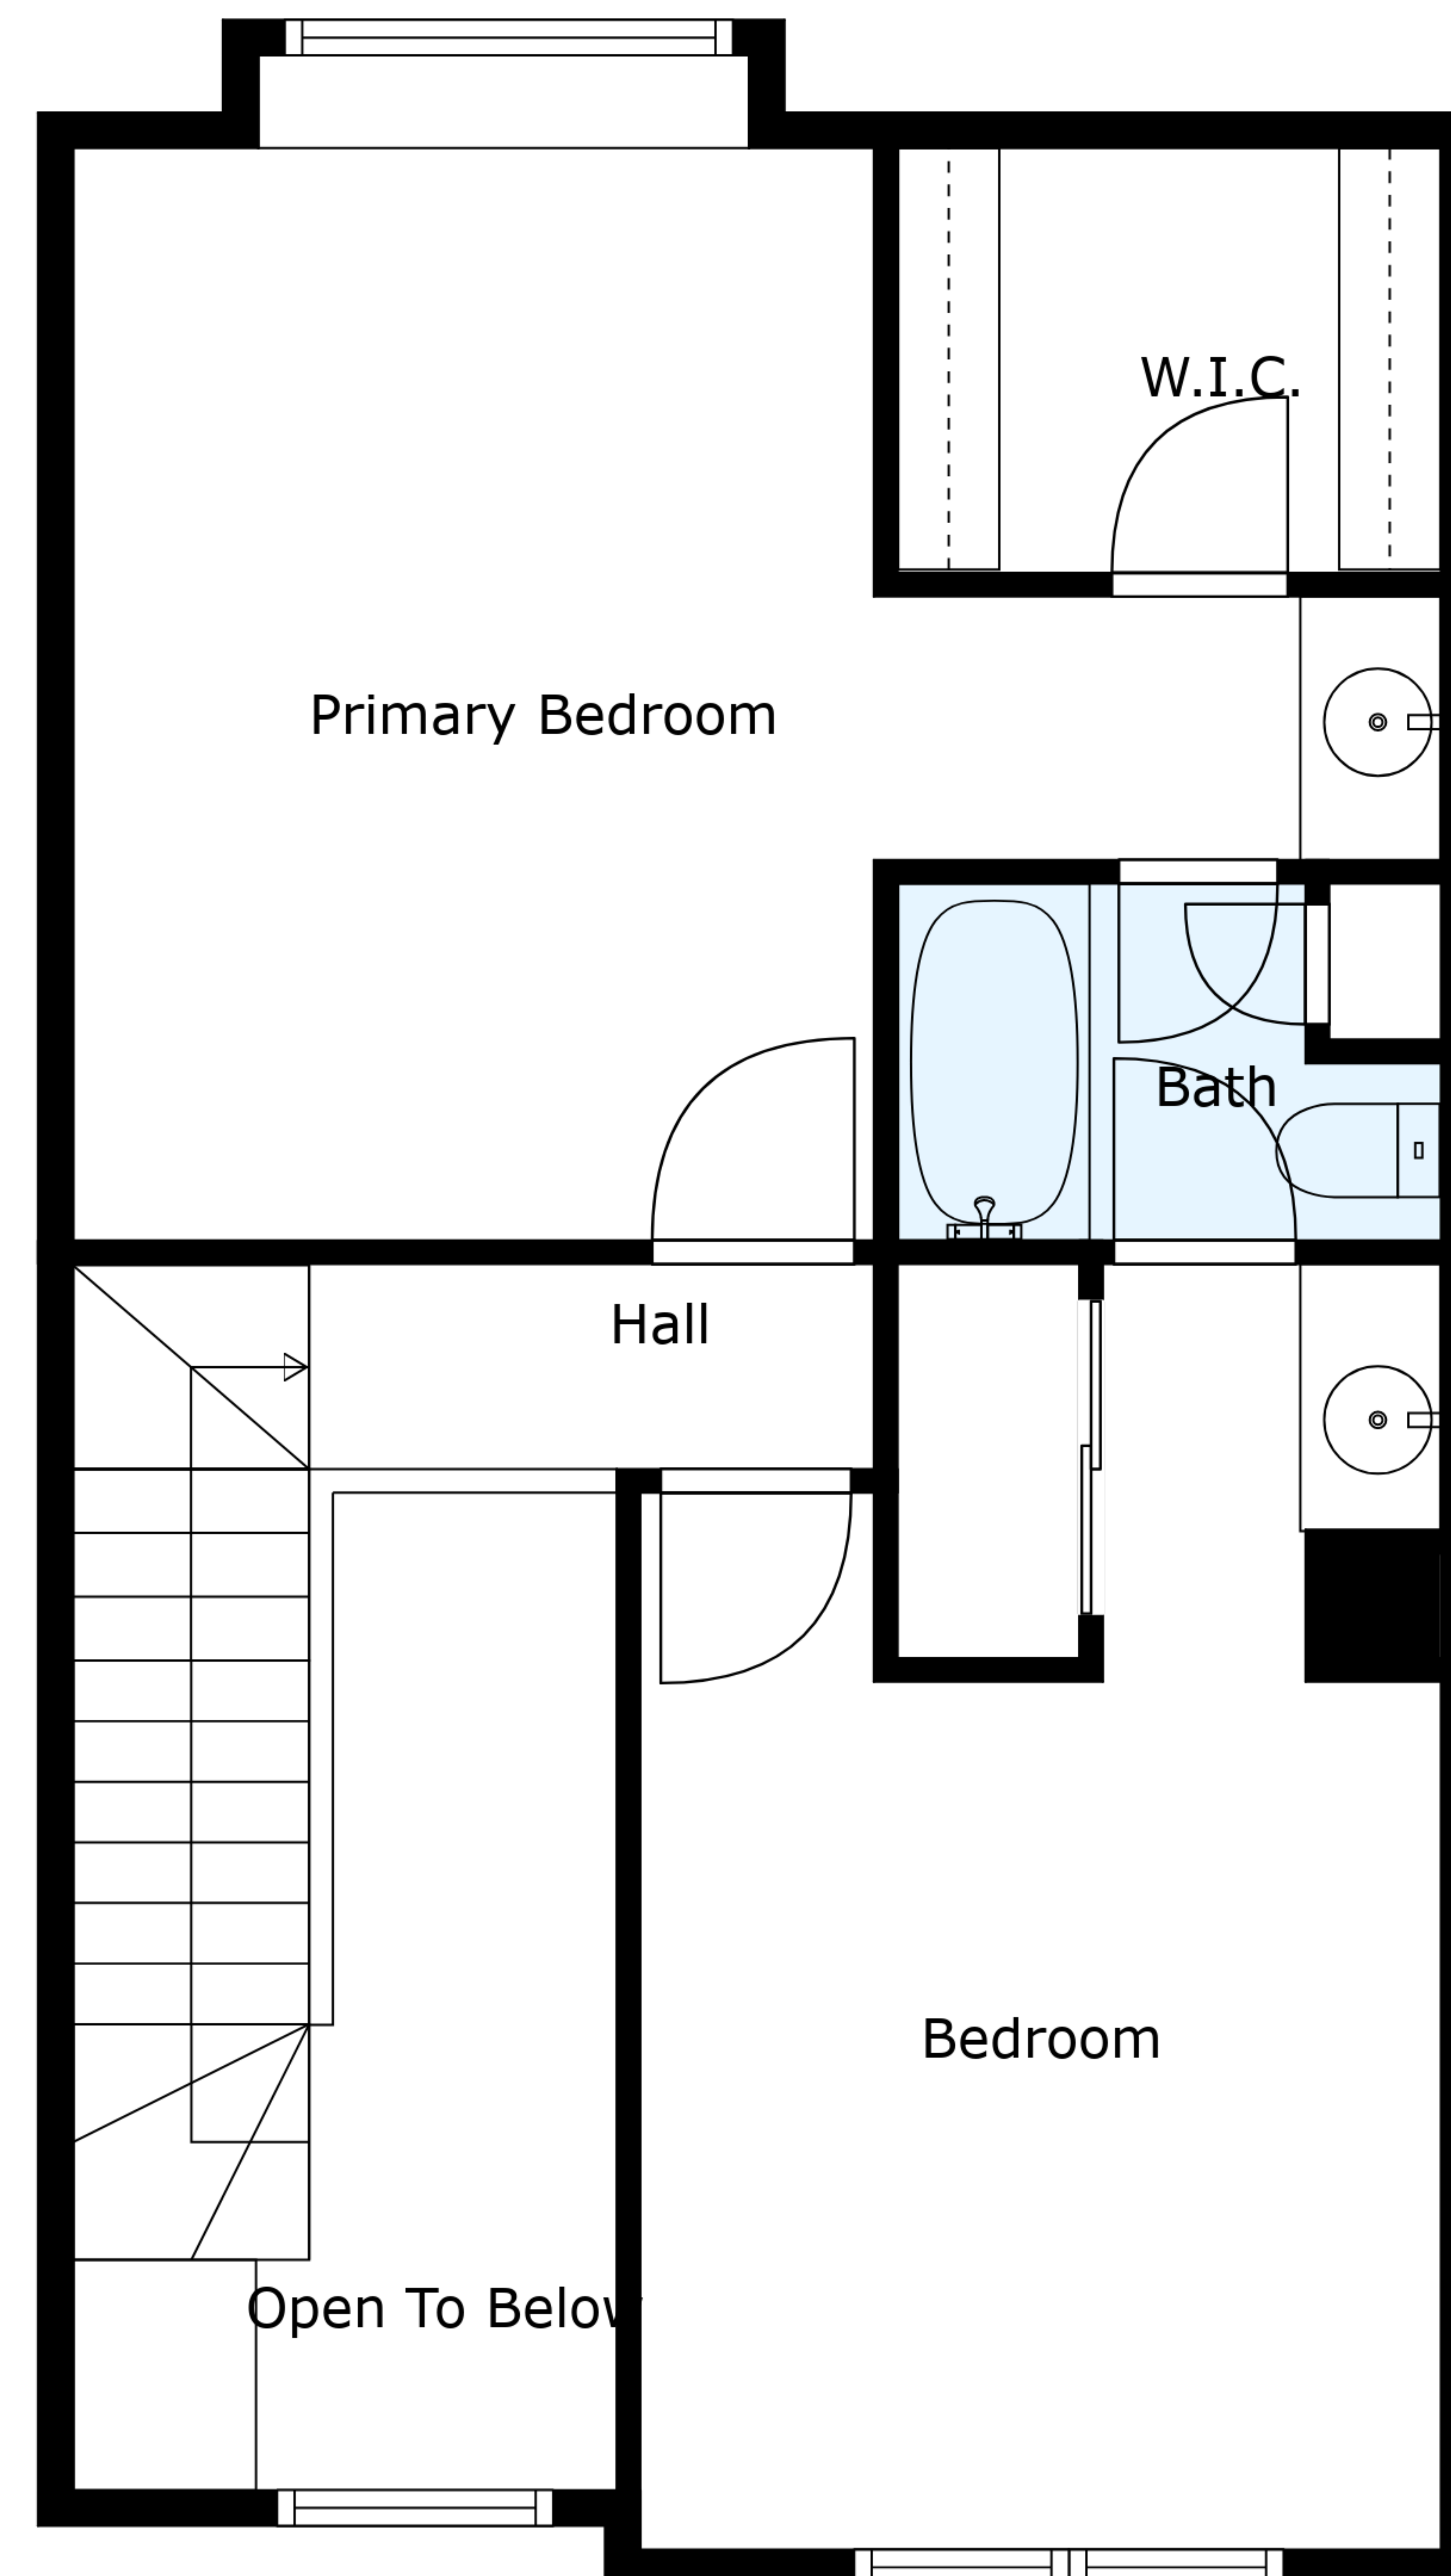 W.I.C.
Primary Bedroom
Bath
Hall
Bedroom
Open To Below